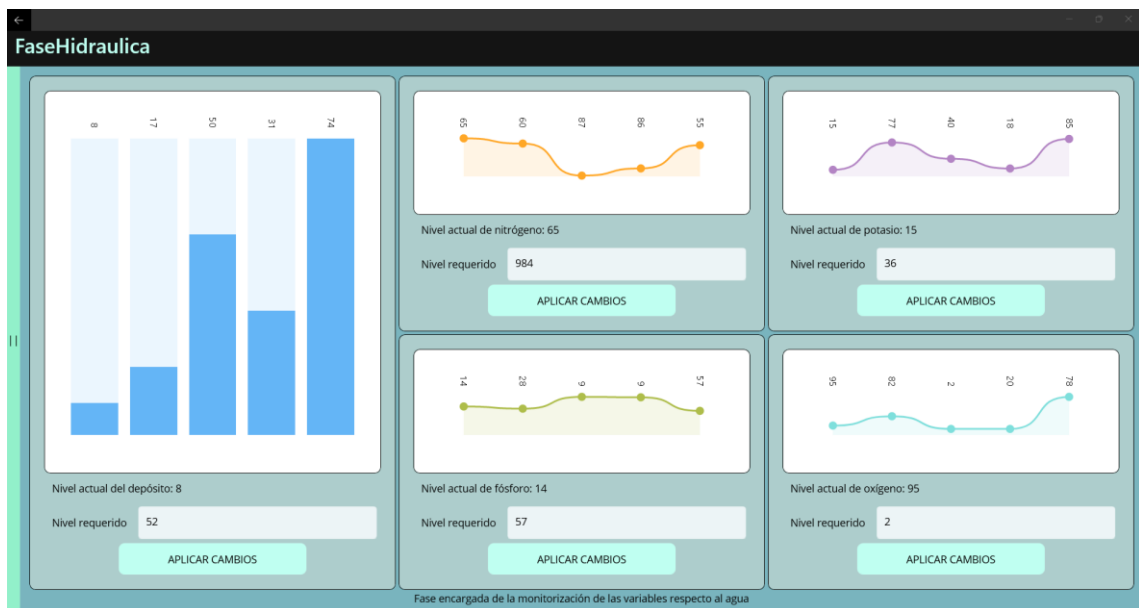 FaseHidraulica
8 17 50 31 74
Nivel actual del depósito: 8
Nivel requerido 52
APLICAR CAMBIOS
65 60 87 86 55
Nivel actual de nitrógeno: 65
Nivel requerido 984
APLICAR CAMBIOS
15 77 40 18 85
Nivel actual de potasio: 15
Nivel requerido 36
APLICAR CAMBIOS
14 28 9 9 57
Nivel actual de fósforo: 14
Nivel requerido 57
APLICAR CAMBIOS
95 82 2 20 78
Nivel actual de oxígeno: 95
Nivel requerido 2
APLICAR CAMBIOS
Fase encargada de la monitorización de las variables respecto al agua